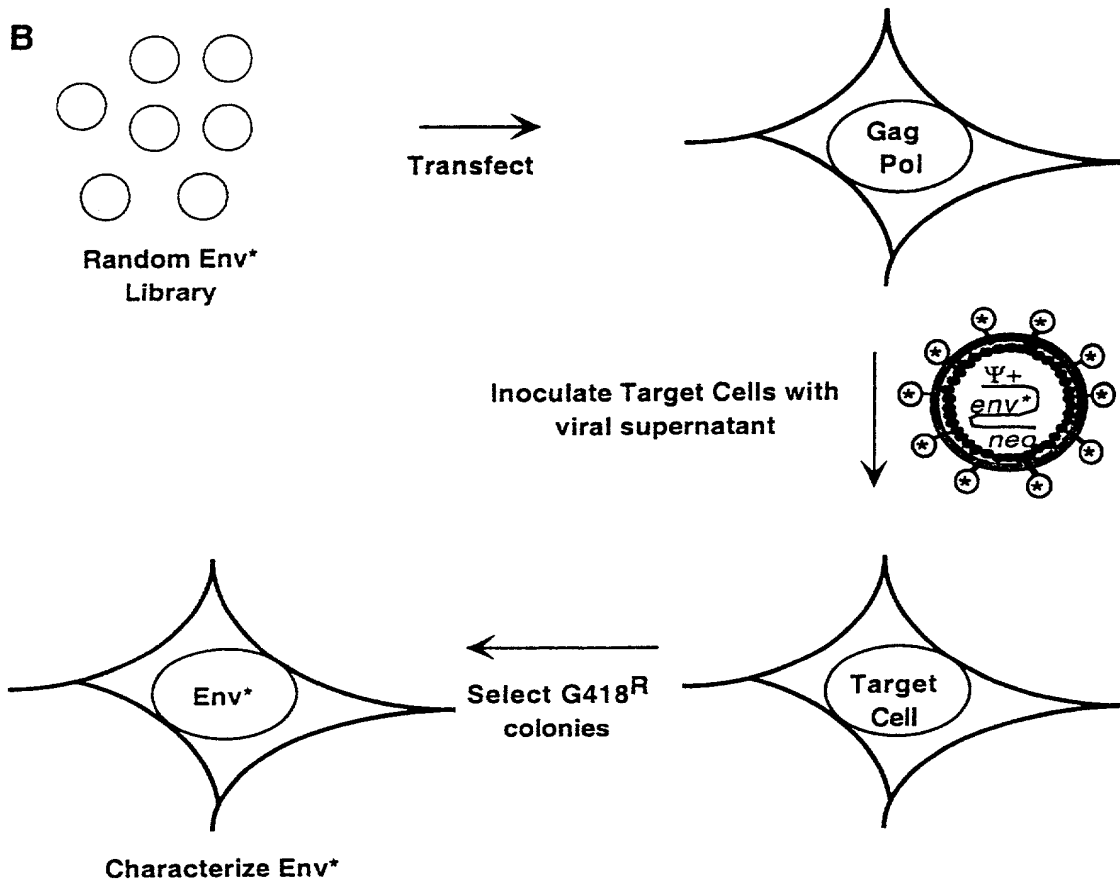 B
Random Env*
Library
Transfect
Gag
Pol
Inoculate Target Cells with
viral supernatant
* * * * * * * * * *
Ψ+
env*
neo
Target
Cell
Select G418R
colonies
Env*
Characterize Env*